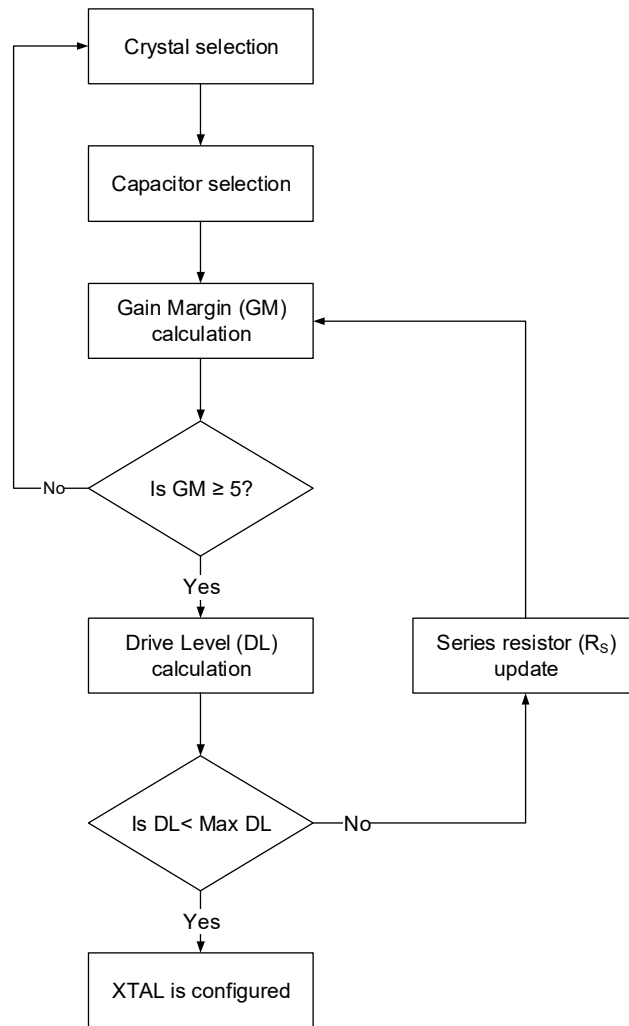 Crystal selection
Capacitor selection
Gain Margin (GM)
calculation
No
Is GM ≥ 5?
Yes
Drive Level (DL)
calculation
Series resistor (RS)
update
Is DL< Max DL
No
Yes
XTAL is configured